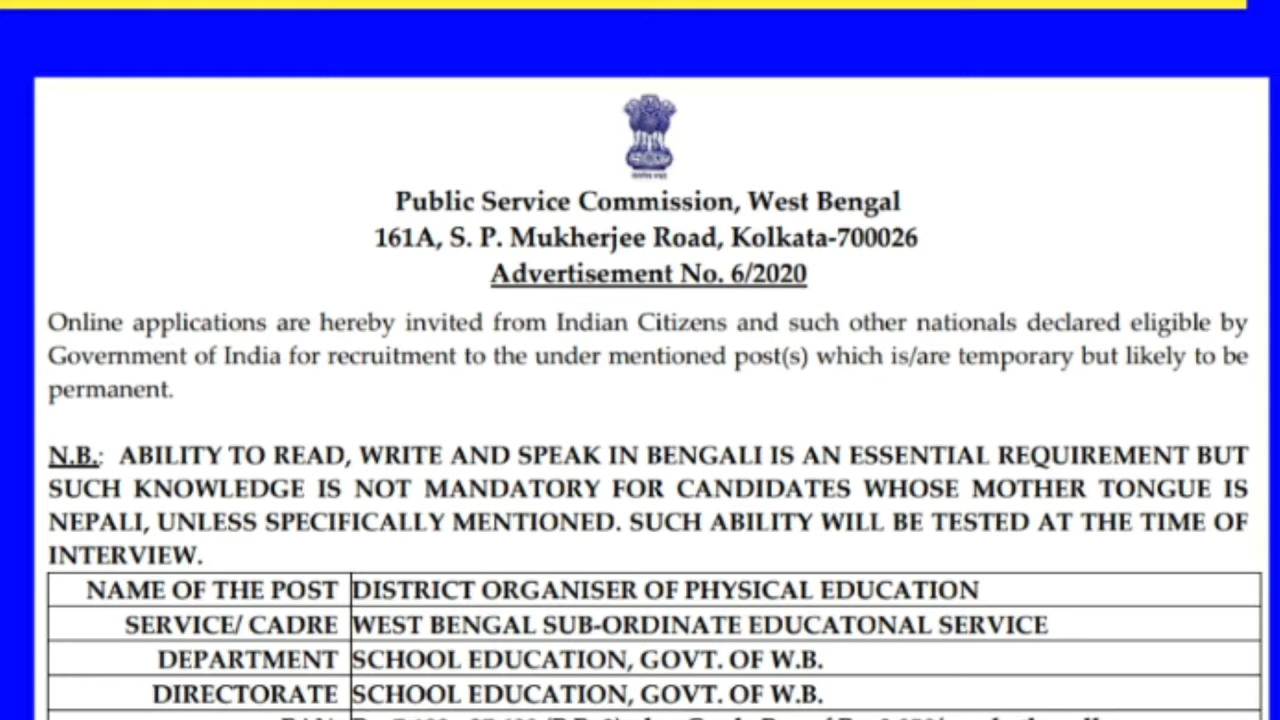 Public Service Commission, West Bengal
161A, S. P. Mukherjee Road, Kolkata-700026
Advertisement No. 6/2020
Online applications are hereby invited from Indian Citizens and such other nationals declared eligible by
Government of India for recruitment to the under mentioned post(s) which is/are temporary but likely to be
permanent.
N.B.: ABILITY TO READ, WRITE AND SPEAK IN BENGALI IS AN ESSENTIAL REQUIREMENT BUT
SUCH KNOWLEDGE IS NOT MANDATORY FOR CANDIDATES WHOSE MOTHER TONGUE IS
NEPALI, UNLESS SPECIFICALLY MENTIONED. SUCH ABILITY WILL BE TESTED AT THE TIME OF
INTERVIEW.
NAME OF THE POST DISTRICT ORGANISER OF PHYSICAL EDUCATION
SERVICE/ CADRE WEST BENGAL SUB-ORDINATE EDUCATONAL SERVICE
DEPARTMENT SCHOOL EDUCATION, GOVT. OF W.B.
DIRECTORATE SCHOOL EDUCATION, GOVT. OF W.B.